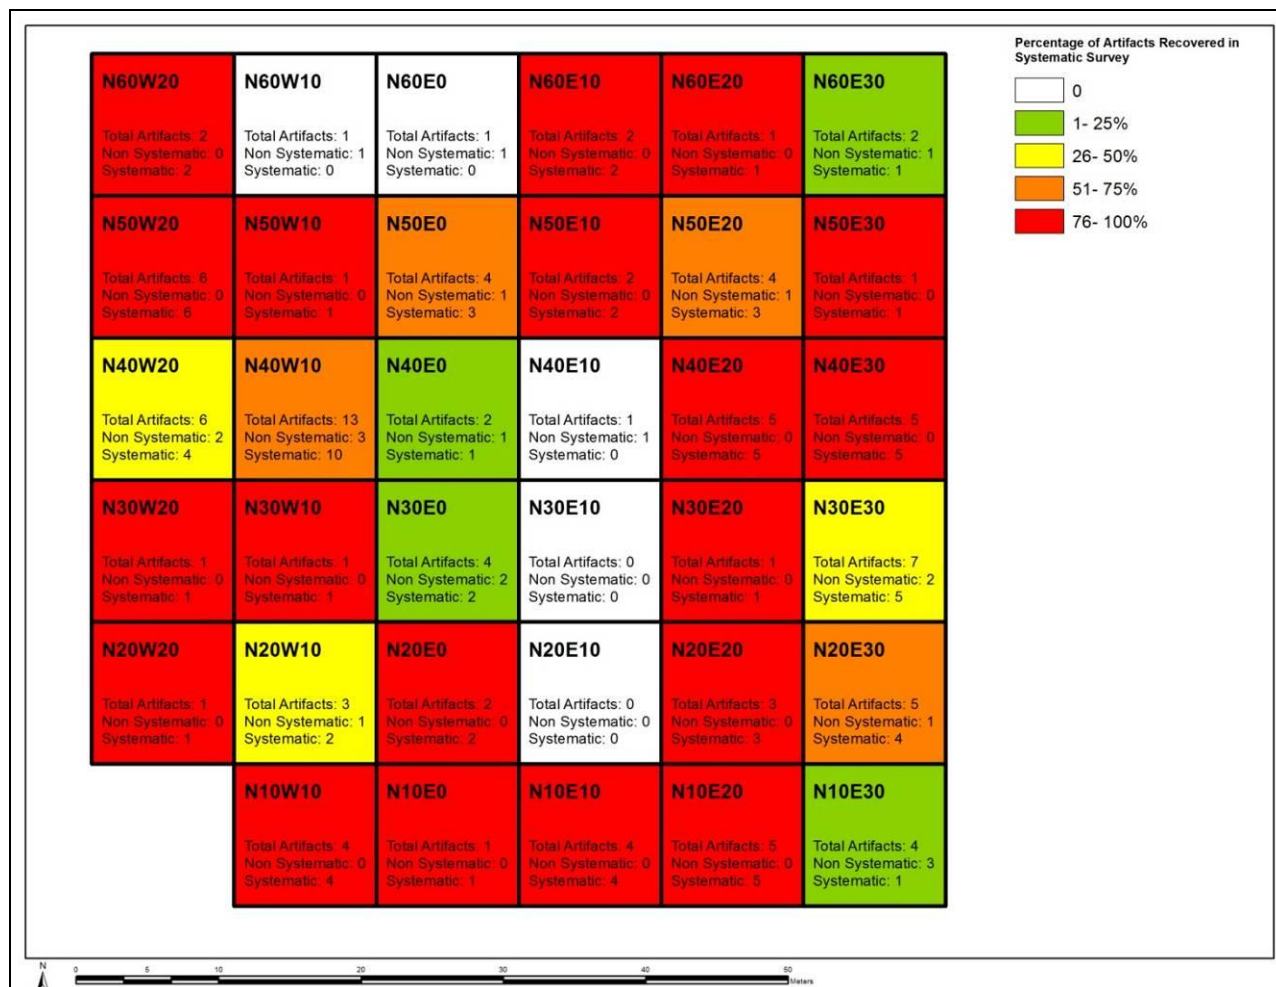 Percentage of Artifacts Recovered in
Systematic Survey
0
1- 25%
26- 50%
51- 75%
76- 100%
N60W20
Total Artifacts: 2
Non Systematic: 0
Systematic: 2
N60W10
Total Artifacts: 1
Non Systematic: 1
Systematic: 0
N60E0
Total Artifacts: 1
Non Systematic: 1
Systematic: 0
N60E10
Total Artifacts: 2
Non Systematic: 0
Systematic: 2
N60E20
Total Artifacts: 1
Non Systematic: 0
Systematic: 1
N60E30
Total Artifacts: 2
Non Systematic: 1
Systematic: 1
N50W20
Total Artifacts: 6
Non Systematic: 0
Systematic: 6
N50W10
Total Artifacts: 1
Non Systematic: 0
Systematic: 1
N50E0
Total Artifacts: 4
Non Systematic: 1
Systematic: 3
N50E10
Total Artifacts: 2
Non Systematic: 0
Systematic: 2
N50E20
Total Artifacts: 4
Non Systematic: 1
Systematic: 3
N50E30
Total Artifacts: 1
Non Systematic: 0
Systematic: 1
N40W20
Total Artifacts: 6
Non Systematic: 2
Systematic: 4
N40W10
Total Artifacts: 13
Non Systematic: 3
Systematic: 10
N40E0
Total Artifacts: 2
Non Systematic: 1
Systematic: 1
N40E10
Total Artifacts: 1
Non Systematic: 1
Systematic: 0
N40E20
Total Artifacts: 5
Non Systematic: 0
Systematic: 5
N40E30
Total Artifacts: 5
Non Systematic: 0
Systematic: 5
N30W20
Total Artifacts: 1
Non Systematic: 0
Systematic: 1
N30W10
Total Artifacts: 1
Non Systematic: 0
Systematic: 1
N30E0
Total Artifacts: 4
Non Systematic: 2
Systematic: 2
N30E10
Total Artifacts: 0
Non Systematic: 0
Systematic: 0
N30E20
Total Artifacts: 1
Non Systematic: 0
Systematic: 1
N30E30
Total Artifacts: 7
Non Systematic: 2
Systematic: 5
N20W20
Total Artifacts: 1
Non Systematic: 0
Systematic: 1
N20W10
Total Artifacts: 3
Non Systematic: 1
Systematic: 2
N20E0
Total Artifacts: 2
Non Systematic: 0
Systematic: 2
N20E10
Total Artifacts: 0
Non Systematic: 0
Systematic: 0
N20E20
Total Artifacts: 3
Non Systematic: 0
Systematic: 3
N20E30
Total Artifacts: 5
Non Systematic: 1
Systematic: 4
N10W10
Total Artifacts: 4
Non Systematic: 0
Systematic: 4
N10E0
Total Artifacts: 1
Non Systematic: 0
Systematic: 1
N10E10
Total Artifacts: 4
Non Systematic: 0
Systematic: 4
N10E20
Total Artifacts: 5
Non Systematic: 0
Systematic: 5
N10E30
Total Artifacts: 4
Non Systematic: 3
Systematic: 1
N
0 5 10 20 30 40 50
Meters